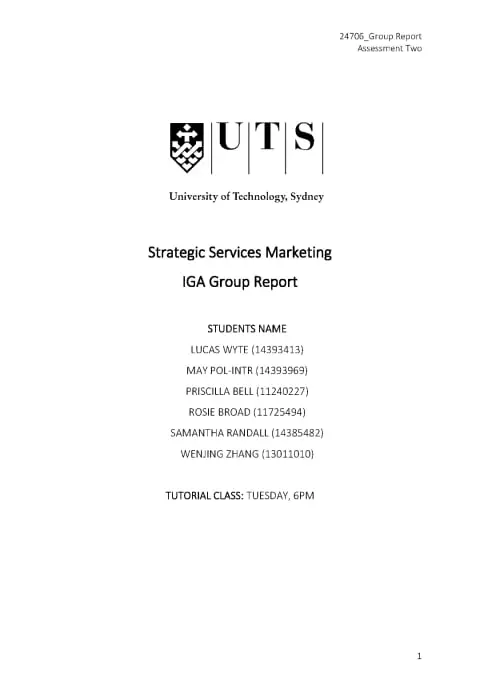 24706_Group Report
Assessment Two
UTS
University of Technology, Sydney
Strategic Services Marketing
IGA Group Report
STUDENTS NAME
LUCAS WYTE (14393413)
MAY POL-INTR (14393969)
PRISCILLA BELL (11240227)
ROSIE BROAD (11725494)
SAMANTHA RANDALL (14385482)
WENJING ZHANG (13011010)
TUTORIAL CLASS: TUESDAY, 6PM
1